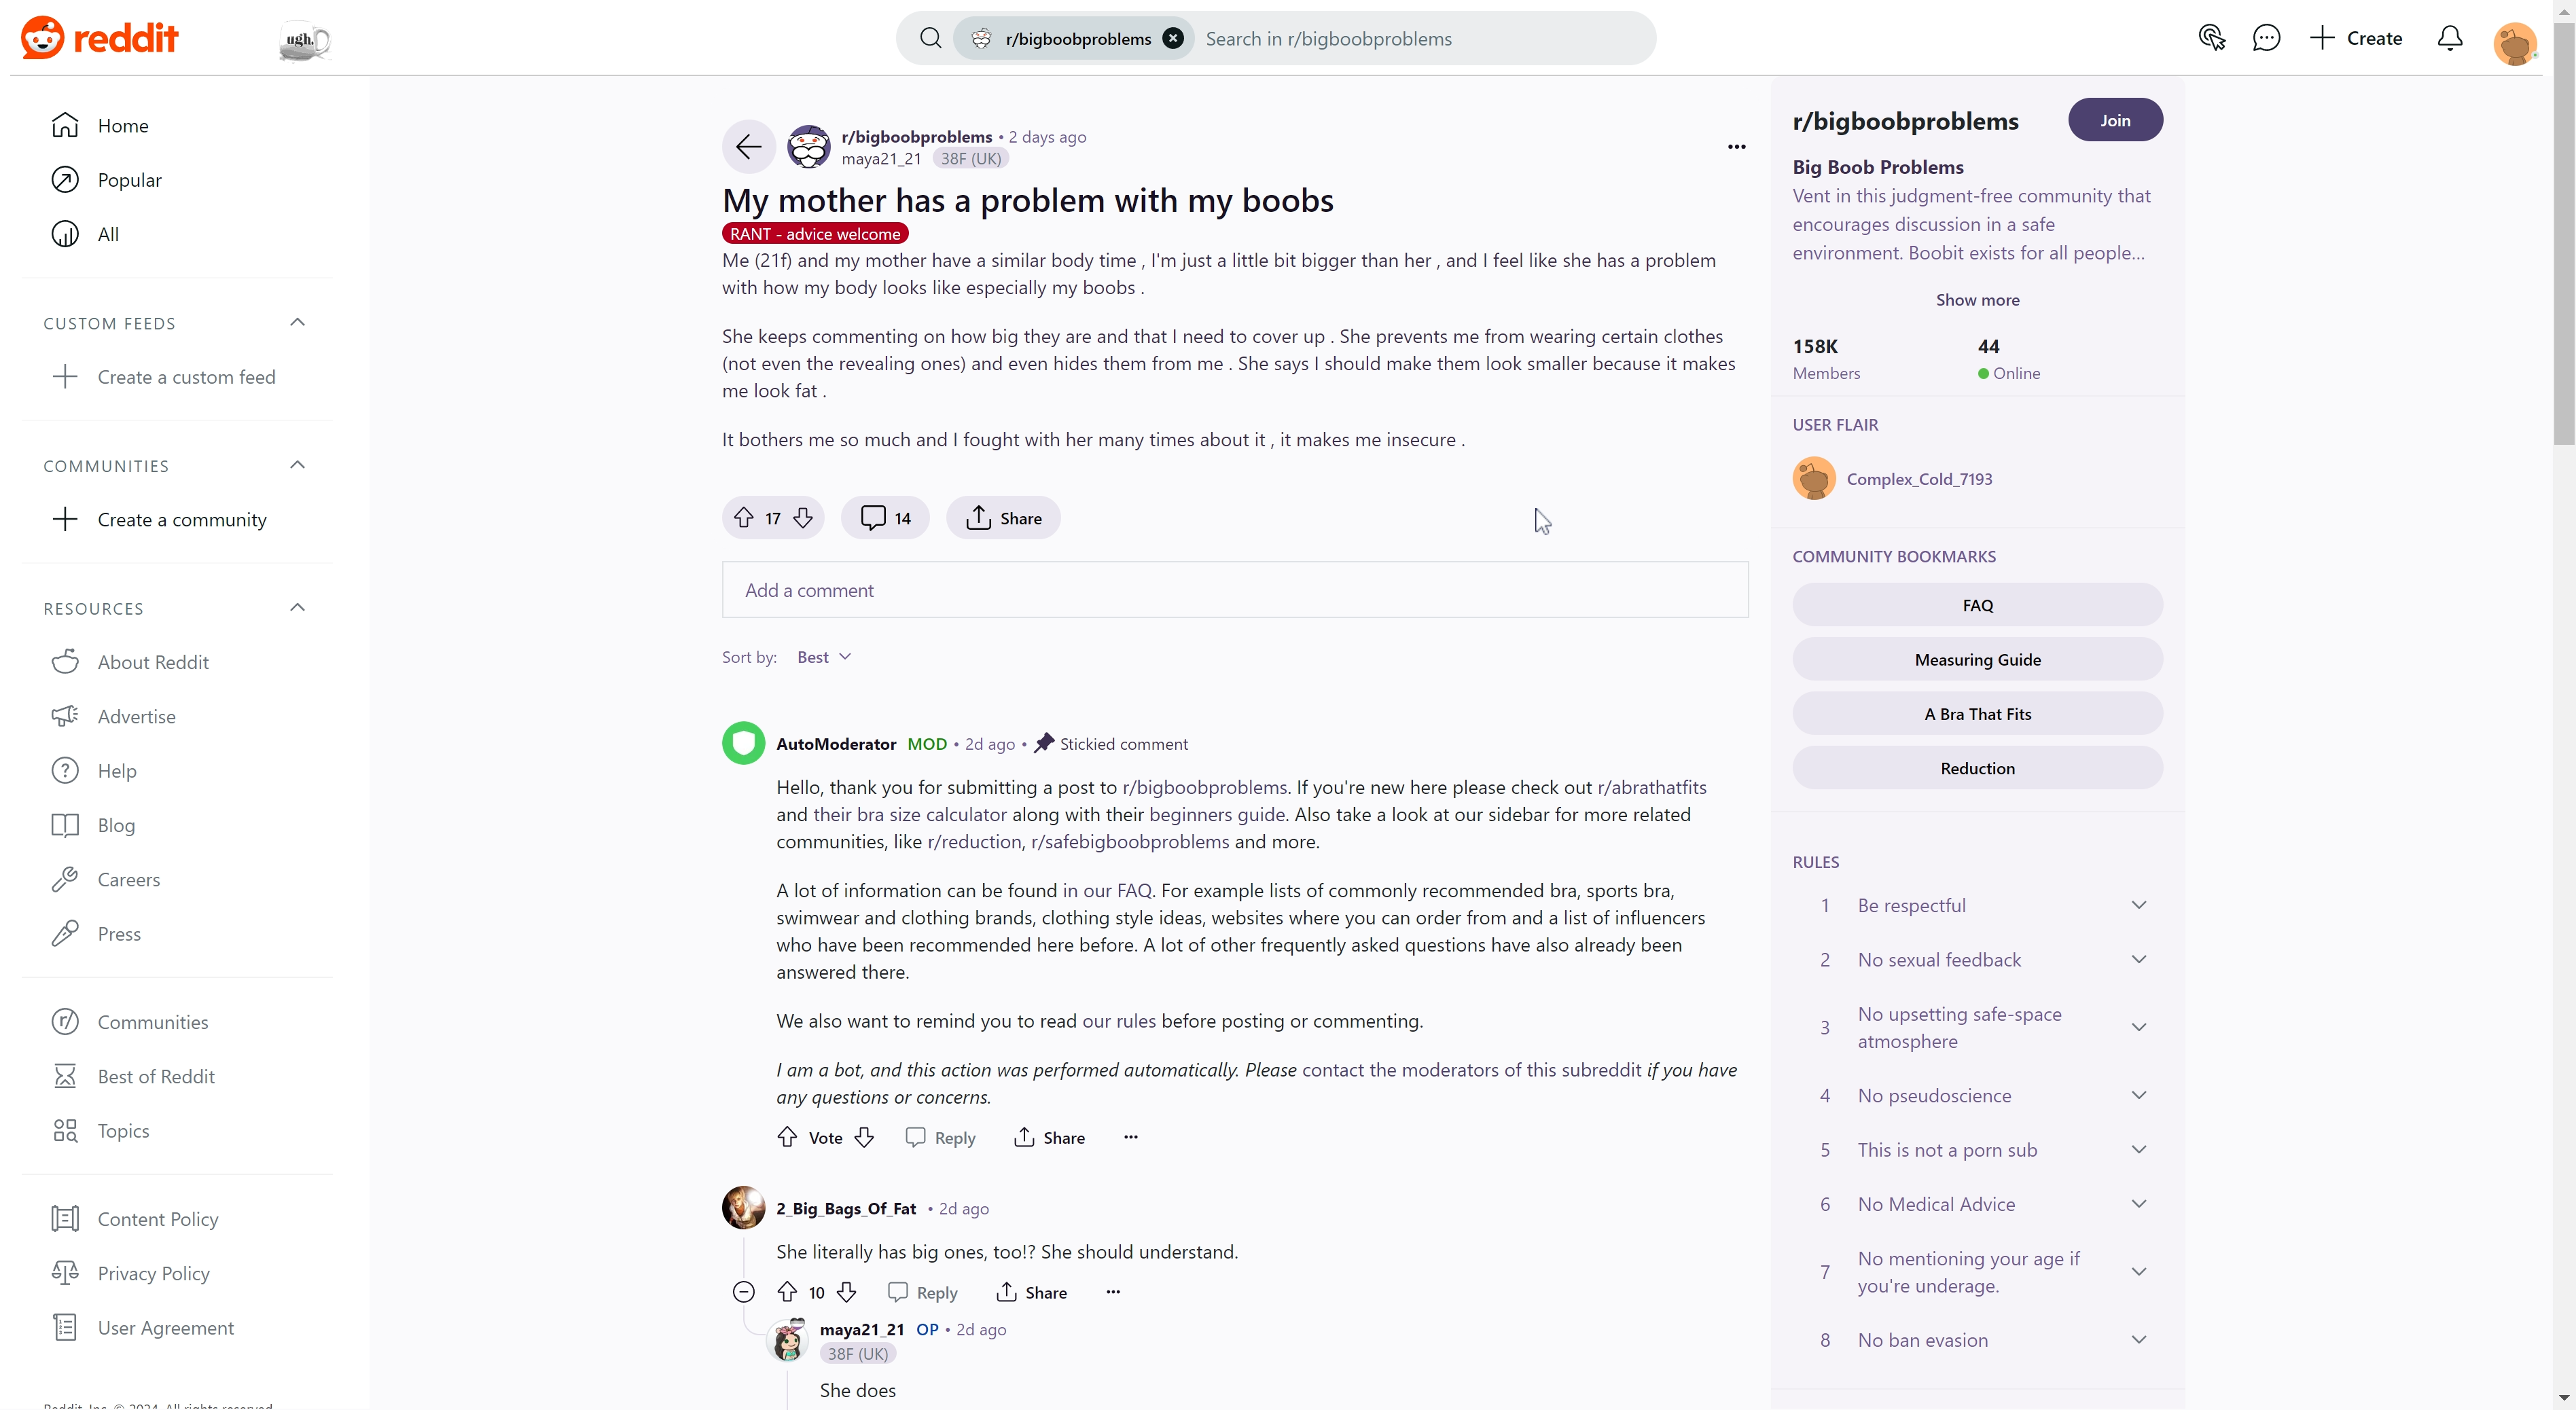 reddit
ugh.
r/bigboobproblems
Search in r/bigboobproblems
Create
Home
Popular
All
CUSTOM FEEDS
Create a custom feed
COMMUNITIES
Create a community
RESOURCES
About Reddit
Advertise
Help
Blog
Careers
Press
Communities
Best of Reddit
Topics
Content Policy
Privacy Policy
User Agreement
Reddit, Inc. © 2024. All rights reserved.
r/bigboobproblems • 2 days ago
maya21_21 38F (UK)
My mother has a problem with my boobs
RANT - advice welcome
Me (21f) and my mother have a similar body time , I'm just a little bit bigger than her , and I feel like she has a problem
with how my body looks like especially my boobs .
She keeps commenting on how big they are and that I need to cover up . She prevents me from wearing certain clothes
(not even the revealing ones) and even hides them from me . She says I should make them look smaller because it makes
me look fat .
It bothers me so much and I fought with her many times about it , it makes me insecure .
17
14
Share
Add a comment
Sort by: Best
AutoModerator MOD • 2d ago • Stickied comment
Hello, thank you for submitting a post to r/bigboobproblems. If you're new here please check out r/abrathatfits
and their bra size calculator along with their beginners guide. Also take a look at our sidebar for more related
communities, like r/reduction, r/safebigboobproblems and more.
A lot of information can be found in our FAQ. For example lists of commonly recommended bra, sports bra,
swimwear and clothing brands, clothing style ideas, websites where you can order from and a list of influencers
who have been recommended here before. A lot of other frequently asked questions have also already been
answered there.
We also want to remind you to read our rules before posting or commenting.
I am a bot, and this action was performed automatically. Please contact the moderators of this subreddit if you have
any questions or concerns.
Vote Reply Share
2_Big_Bags_Of_Fat • 2d ago
She literally has big ones, too!? She should understand.
10 Reply Share
maya21_21 OP • 2d ago
38F (UK)
She does
r/bigboobproblems
Join
Big Boob Problems
Vent in this judgment-free community that
encourages discussion in a safe
environment. Boobit exists for all people...
Show more
158K 44
Members Online
USER FLAIR
Complex_Cold_7193
COMMUNITY BOOKMARKS
FAQ
Measuring Guide
A Bra That Fits
Reduction
RULES
1 Be respectful
2 No sexual feedback
3 No upsetting safe-space
atmosphere
4 No pseudoscience
5 This is not a porn sub
6 No Medical Advice
7 No mentioning your age if
you're underage.
8 No ban evasion